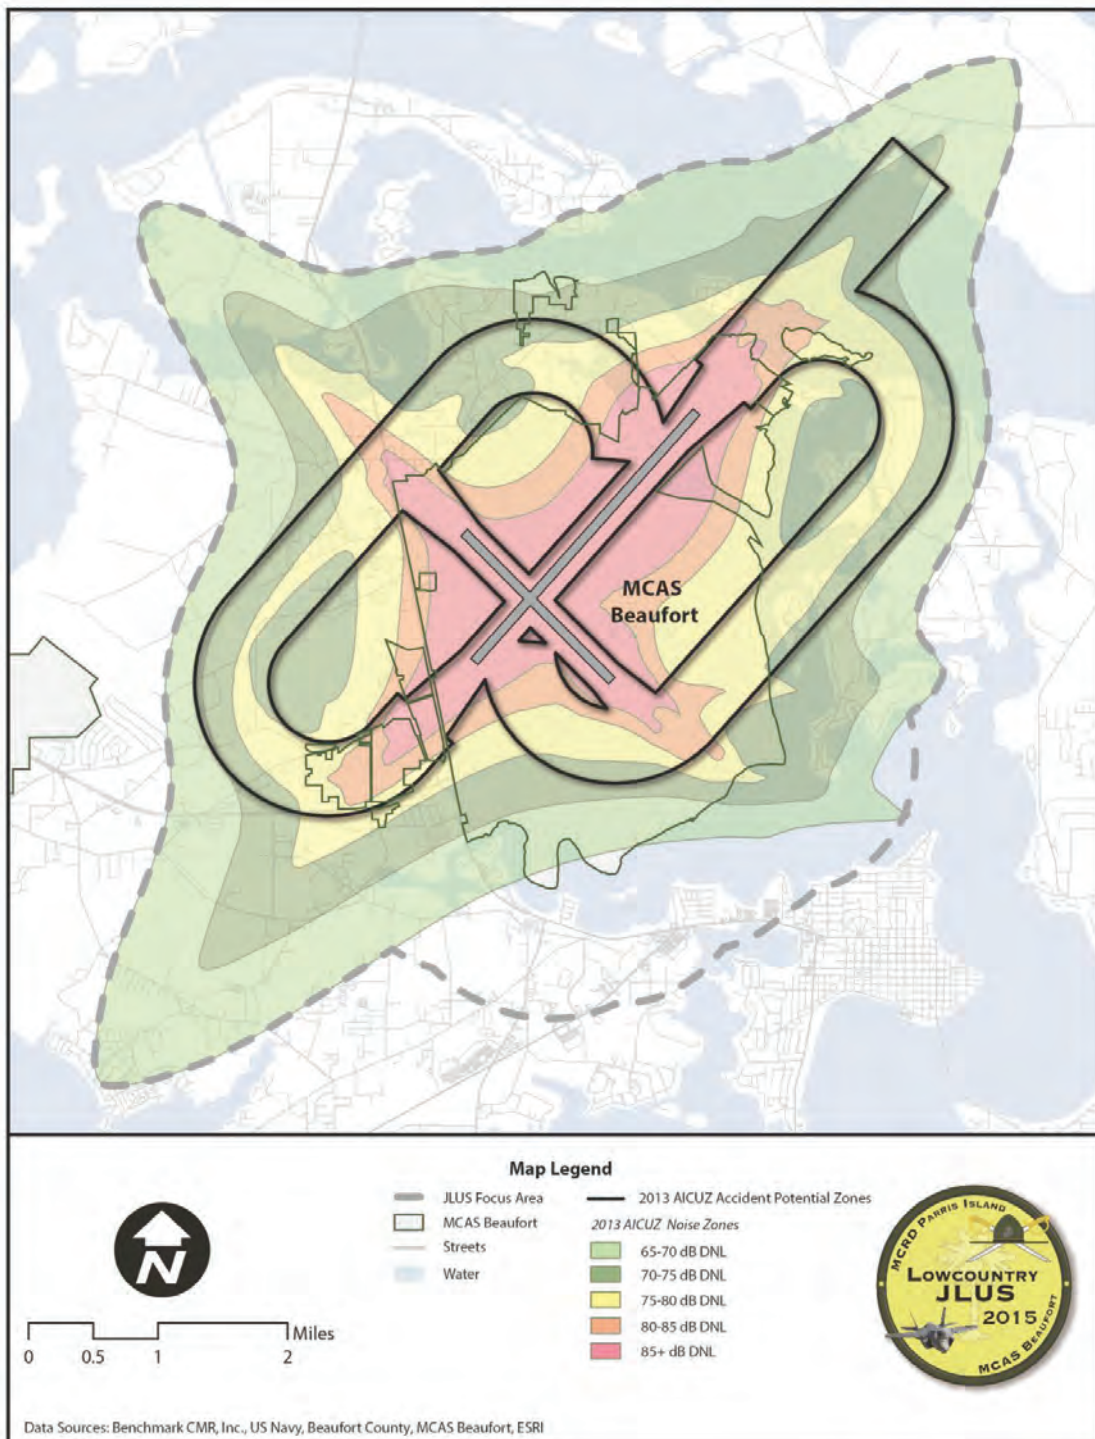 MCAS
Beaufort
Map Legend
JLUS Focus Area
MCAS Beaufort
Streets
Water
2013 AICUZ Accident Potential Zones
2013 AICUZ Noise Zones
65-70 dB DNL
70-75 dB DNL
75-80 dB DNL
80-85 dB DNL
85+ dB DNL
N
Miles
0 0.5 1 2
MCRD PARRIS ISLAND
LOWCOUNTRY
JLUS
2015
MCAS BEAUFORT
Data Sources: Benchmark CMR, Inc., US Navy, Beaufort County, MCAS Beaufort, ESRI